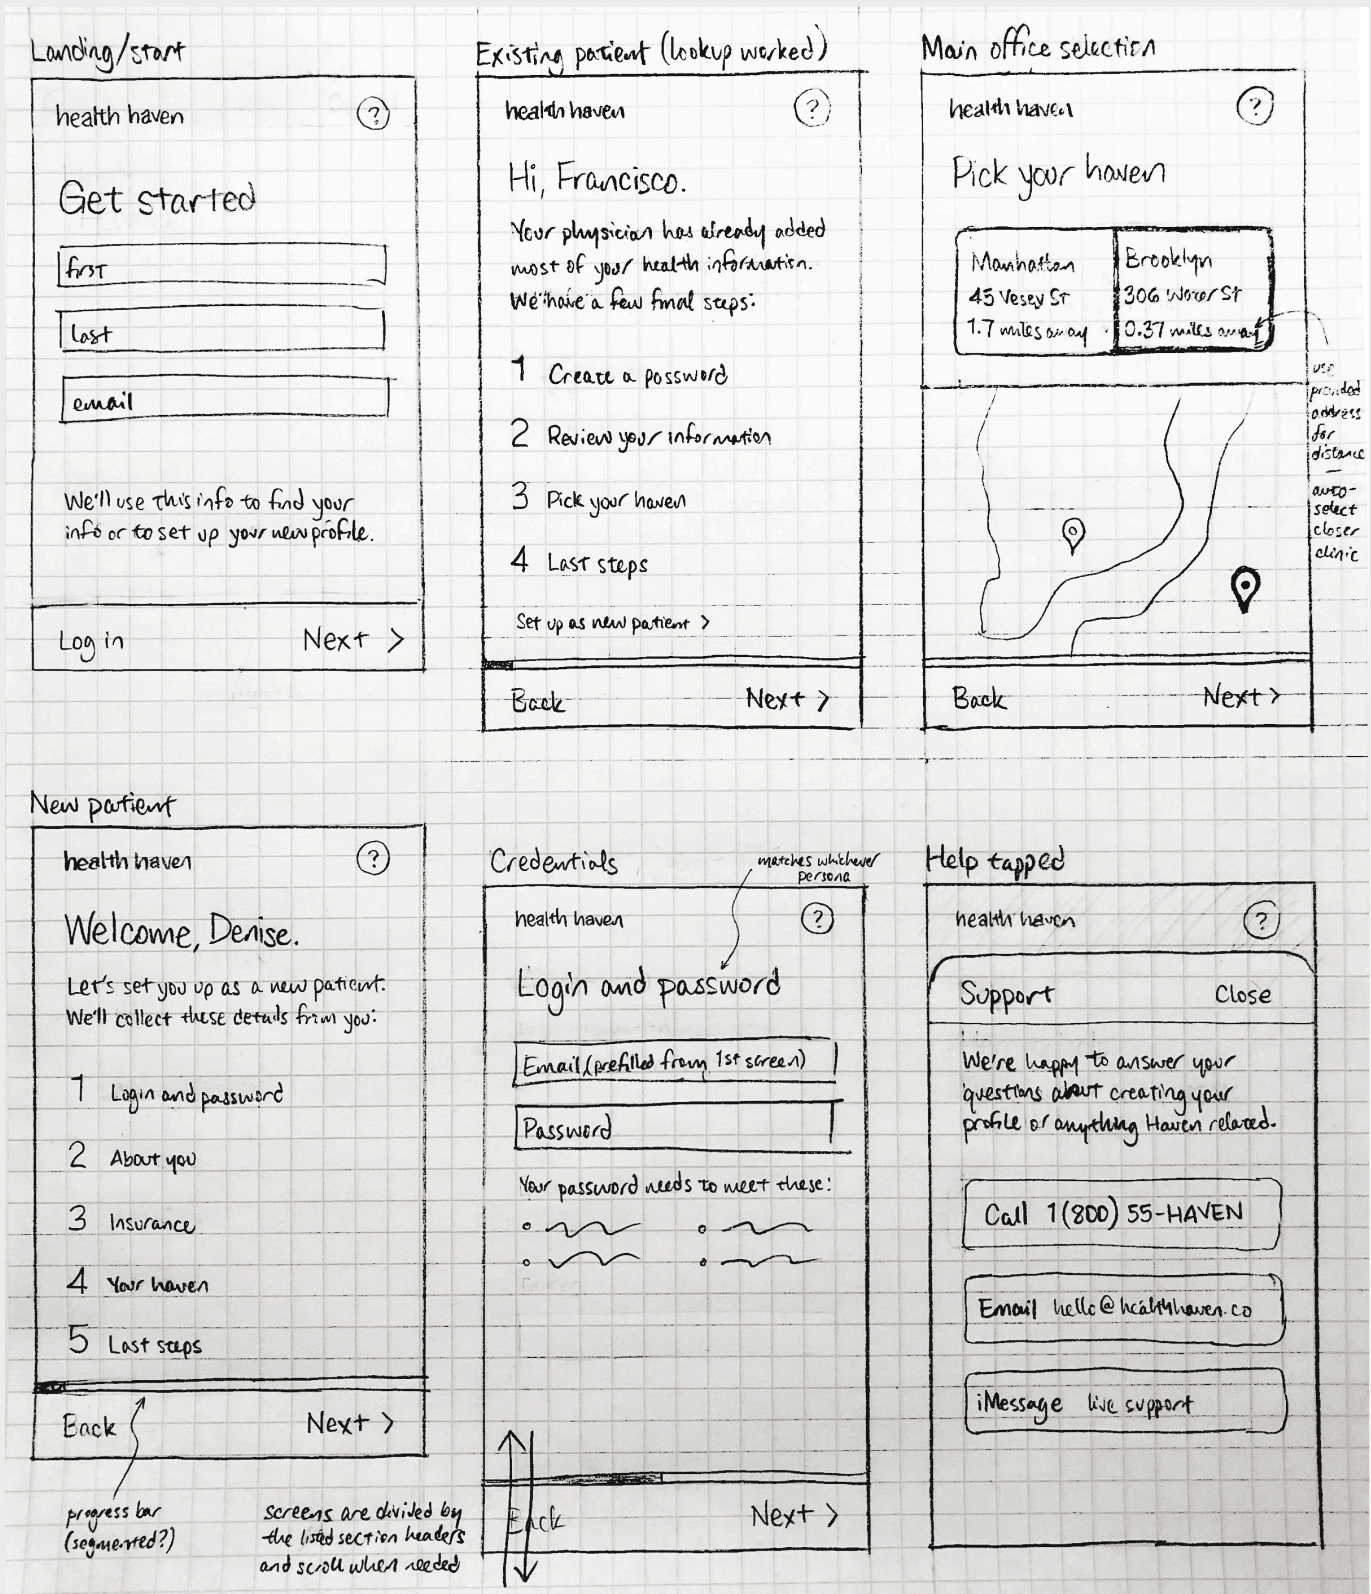 Landing/start
health haven ?
Get started
first
last
email
We'll use this info to find your
info or to set up your new profile.
Log in Next >
Existing patient (lookup worked)
health haven ?
Hi, Francisco.
Your physician has already added
most of your health information.
We have a few final steps:
1 Create a password
2 Review your information
3 Pick your haven
4 Last steps
Set up as new patient >
Back Next >
Main office selection
health haven ?
Pick your haven
Manhattan
45 Vesey St
1.7 miles away
Brooklyn
306 Water St
0.37 miles away
use
provided
address
for
distance
—
auto-
select
closer
clinic
Back Next >
New patient
health haven ?
Welcome, Denise.
Let's set you up as a new patient.
We'll collect these details from you:
1 Login and password
2 About you
3 Insurance
4 Your haven
5 Last steps
Back Next >
progress bar
(segmented?)
screens are divided by
the listed section headers
and scroll when needed
Credentials
matches whichever
persona
health haven ?
Login and password
Email (prefilled from 1st screen)
Password
Your password needs to meet these:
Back Next >
Help tapped
health haven ?
Support Close
We're happy to answer your
questions about creating your
profile or anything Haven related.
Call 1(800) 55-HAVEN
Email hello@healthhaven.co
iMessage live support